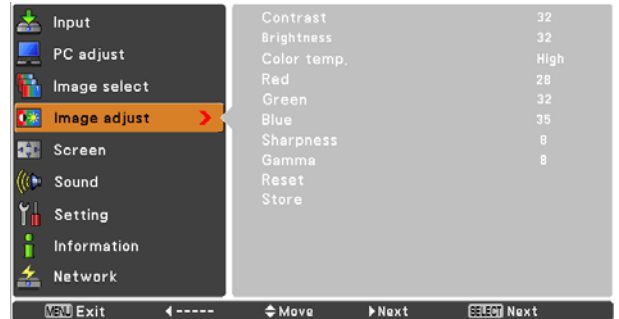 Input
PC adjust
Image select
Image adjust
Screen
Sound
Setting
Information
Network
Contrast 32
Brightness 32
Color temp. High
Red 28
Green 32
Blue 35
Sharpness 8
Gamma 8
Reset
Store
MENU Exit ----- Move Next SELECT Next